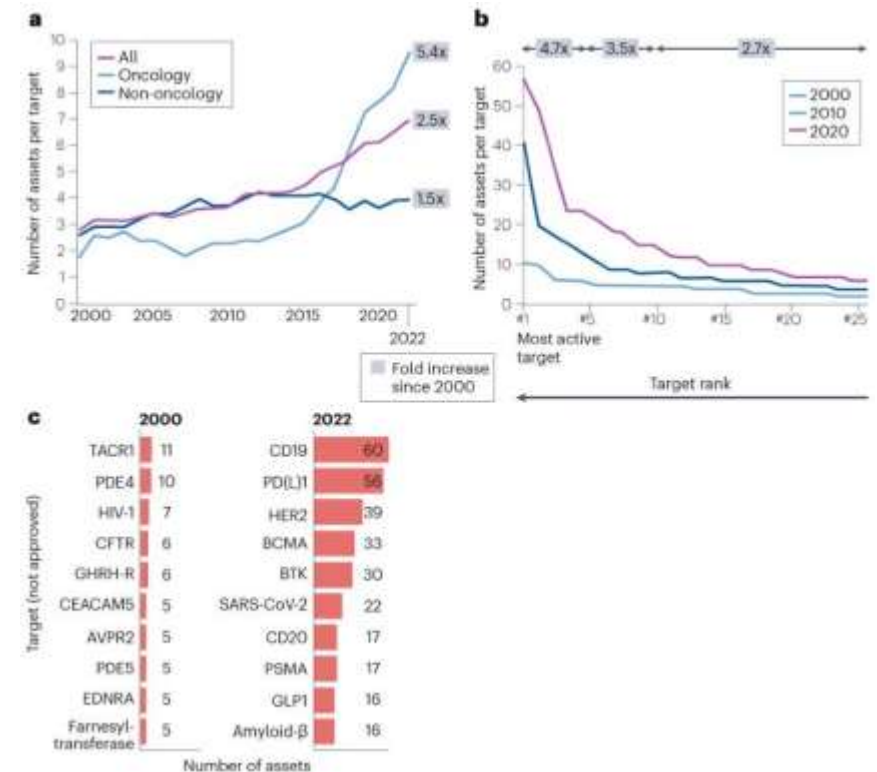 a
10
9
8
7
6
5
4
3
2
1
0
Number of assets per target
All
Oncology
Non-oncology
5.4x
2.5x
1.5x
2000 2005 2010 2015 2020
2022
Fold increase
since 2000
b
4.7x 3.5x 2.7x
60
50
40
30
20
10
0
Number of assets per target
2000
2010
2020
#1 #5 #10 #15 #20 #25
Most active
target
Target rank
c
Target (not approved)
2000
TACR1 11
PDE4 10
HIV-1 7
CFTR 6
GHRH-R 6
CEACAM5 5
AVPR2 5
PDE5 5
EDNRA 5
Farnesyl-
transferase 5
2022
CD19 60
PD(L)1 56
HER2 39
BCMA 33
BTK 30
SARS-CoV-2 22
CD20 17
PSMA 17
GLP1 16
Amyloid-β 16
Number of assets